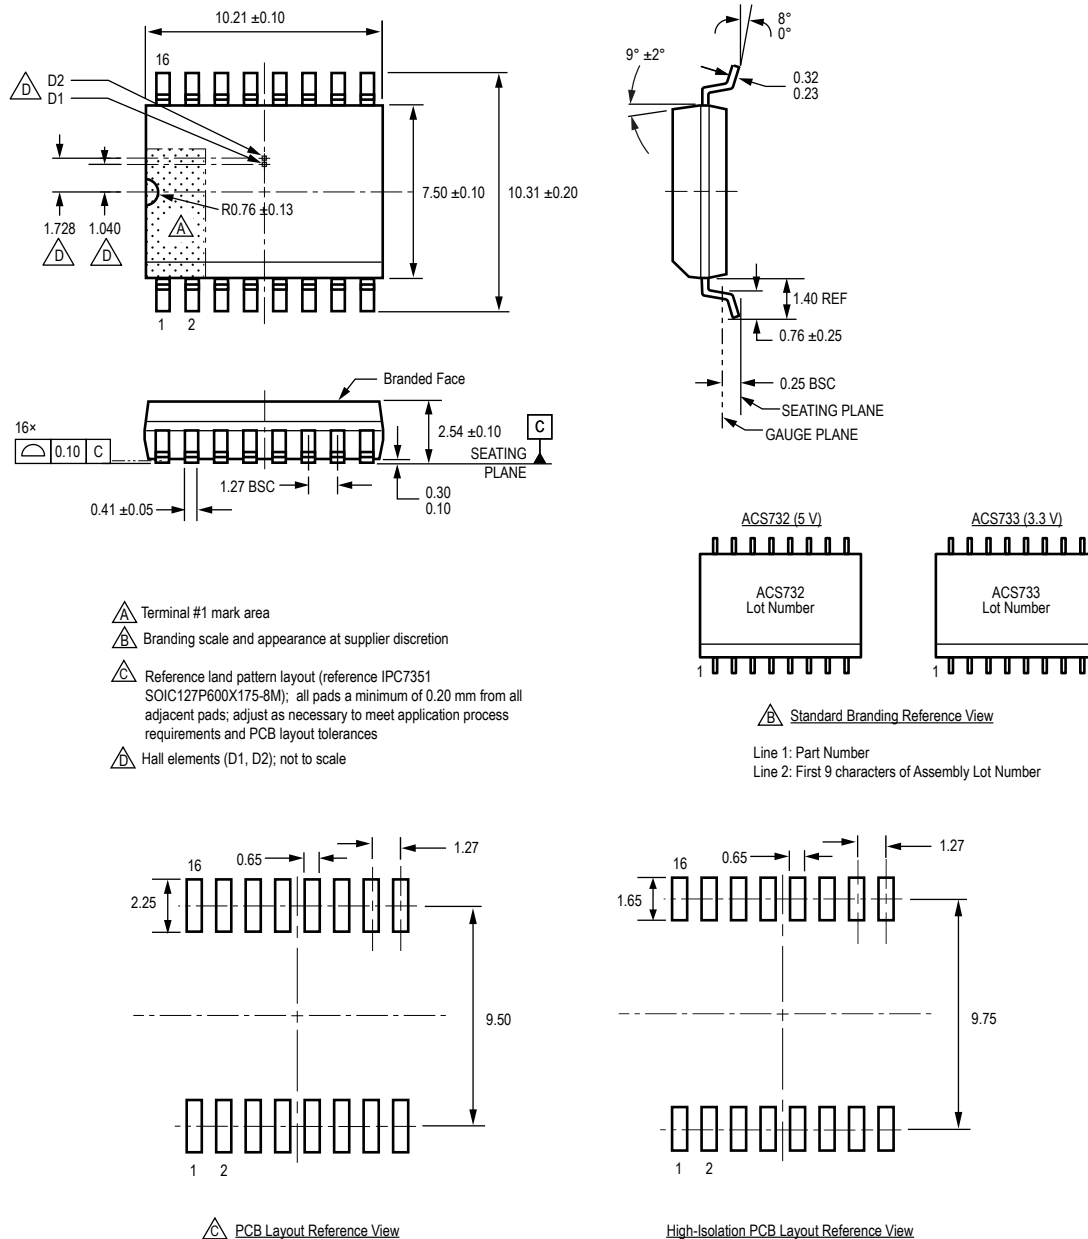 10.21 ±0.10
16
D
D2
D1
7.50 ±0.10
10.31 ±0.20
R0.76 ±0.13
A
1.728
D
1.040
D
1
2
8°
0°
9° ±2°
0.32
0.23
1.40 REF
0.76 ±0.25
0.25 BSC
SEATING PLANE
GAUGE PLANE
Branded Face
16×
0.10
C
2.54 ±0.10
C
SEATING
PLANE
1.27 BSC
0.30
0.10
0.41 ±0.05
A Terminal #1 mark area
B Branding scale and appearance at supplier discretion
C Reference land pattern layout (reference IPC7351
SOIC127P600X175-8M); all pads a minimum of 0.20 mm from all
adjacent pads; adjust as necessary to meet application process
requirements and PCB layout tolerances
D Hall elements (D1, D2); not to scale
ACS732 (5 V)
ACS732
Lot Number
1
ACS733 (3.3 V)
ACS733
Lot Number
1
B Standard Branding Reference View
Line 1: Part Number
Line 2: First 9 characters of Assembly Lot Number
16
0.65
1.27
2.25
9.50
1
2
C PCB Layout Reference View
16
0.65
1.27
1.65
9.75
1
2
High-Isolation PCB Layout Reference View